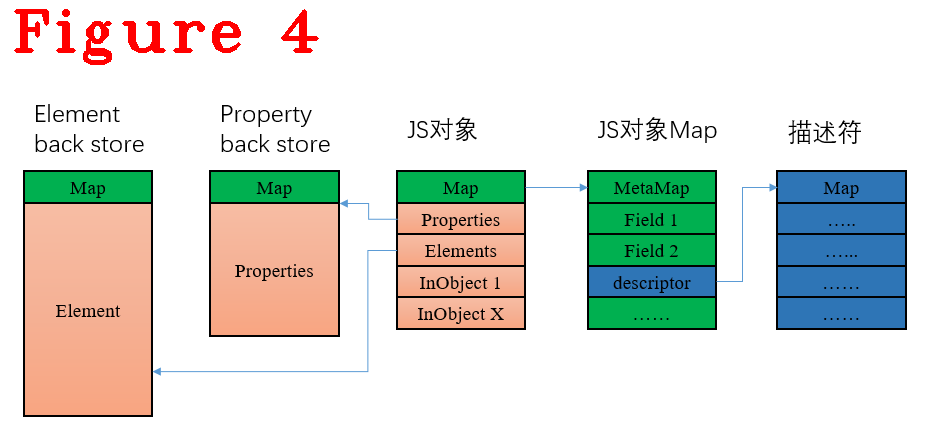 Figure 4
Element
back store
Map
Element
Property
back store
Map
Properties
JS对象
Map
Properties
Elements
InObject 1
InObject X
JS对象Map
MetaMap
Field 1
Field 2
descriptor
……
描述符
Map
…..
…...
……
……